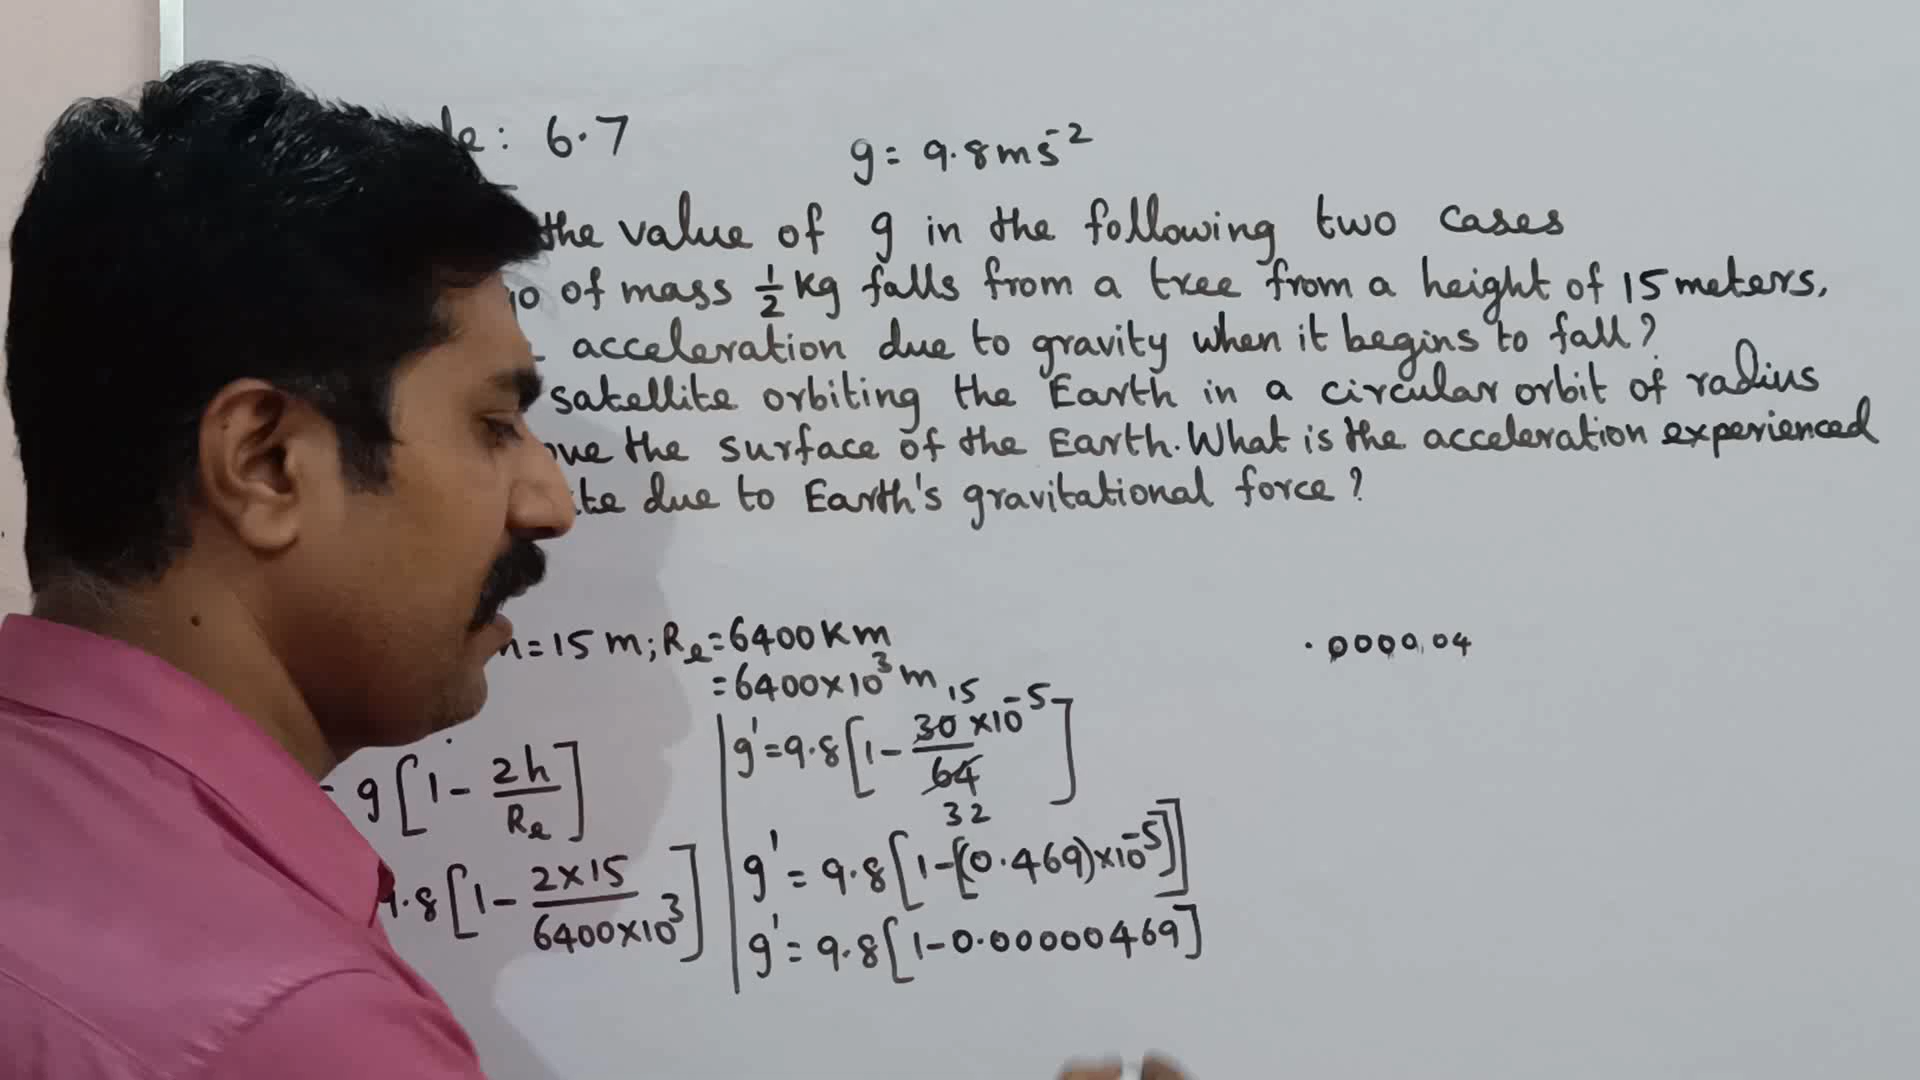 : 6.7
g = 9.8ms⁻²
the value of g in the following two cases
of mass ½ kg falls from a tree from a height of 15 meters,
acceleration due to gravity when it begins to fall?
satellite orbiting the Earth in a circular orbit of radius
the surface of the Earth. What is the acceleration experienced
due to Earth's gravitational force?
= 15 m; Re = 6400 Km
= 6400 × 10³ m
.0000,04
g [1 - 2h/Re]
9.8 [1 - 2×15/6400×10³]
15
g' = 9.8 [1 - 30×10⁻⁵/64]
32
g' = 9.8 [1 - [(0.469)×10⁻⁵]]
g' = 9.8 [1 - 0.00000469]